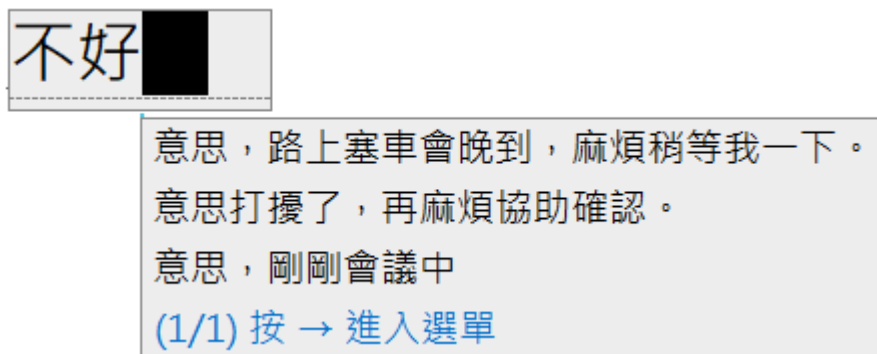 不好
意思，路上塞車會晚到，麻煩稍等我一下。
意思打擾了，再麻煩協助確認。
意思，剛剛會議中
(1/1) 按 → 進入選單